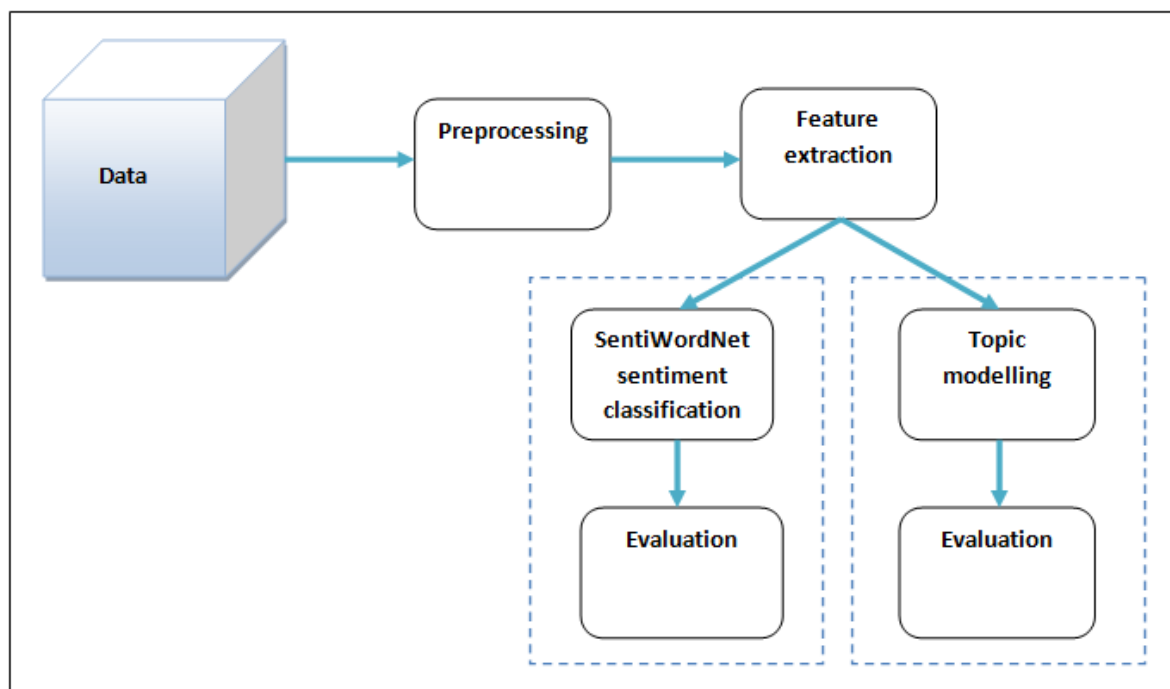 Data
Preprocessing
Feature
extraction
SentiWordNet
sentiment
classification
Topic
modelling
Evaluation
Evaluation